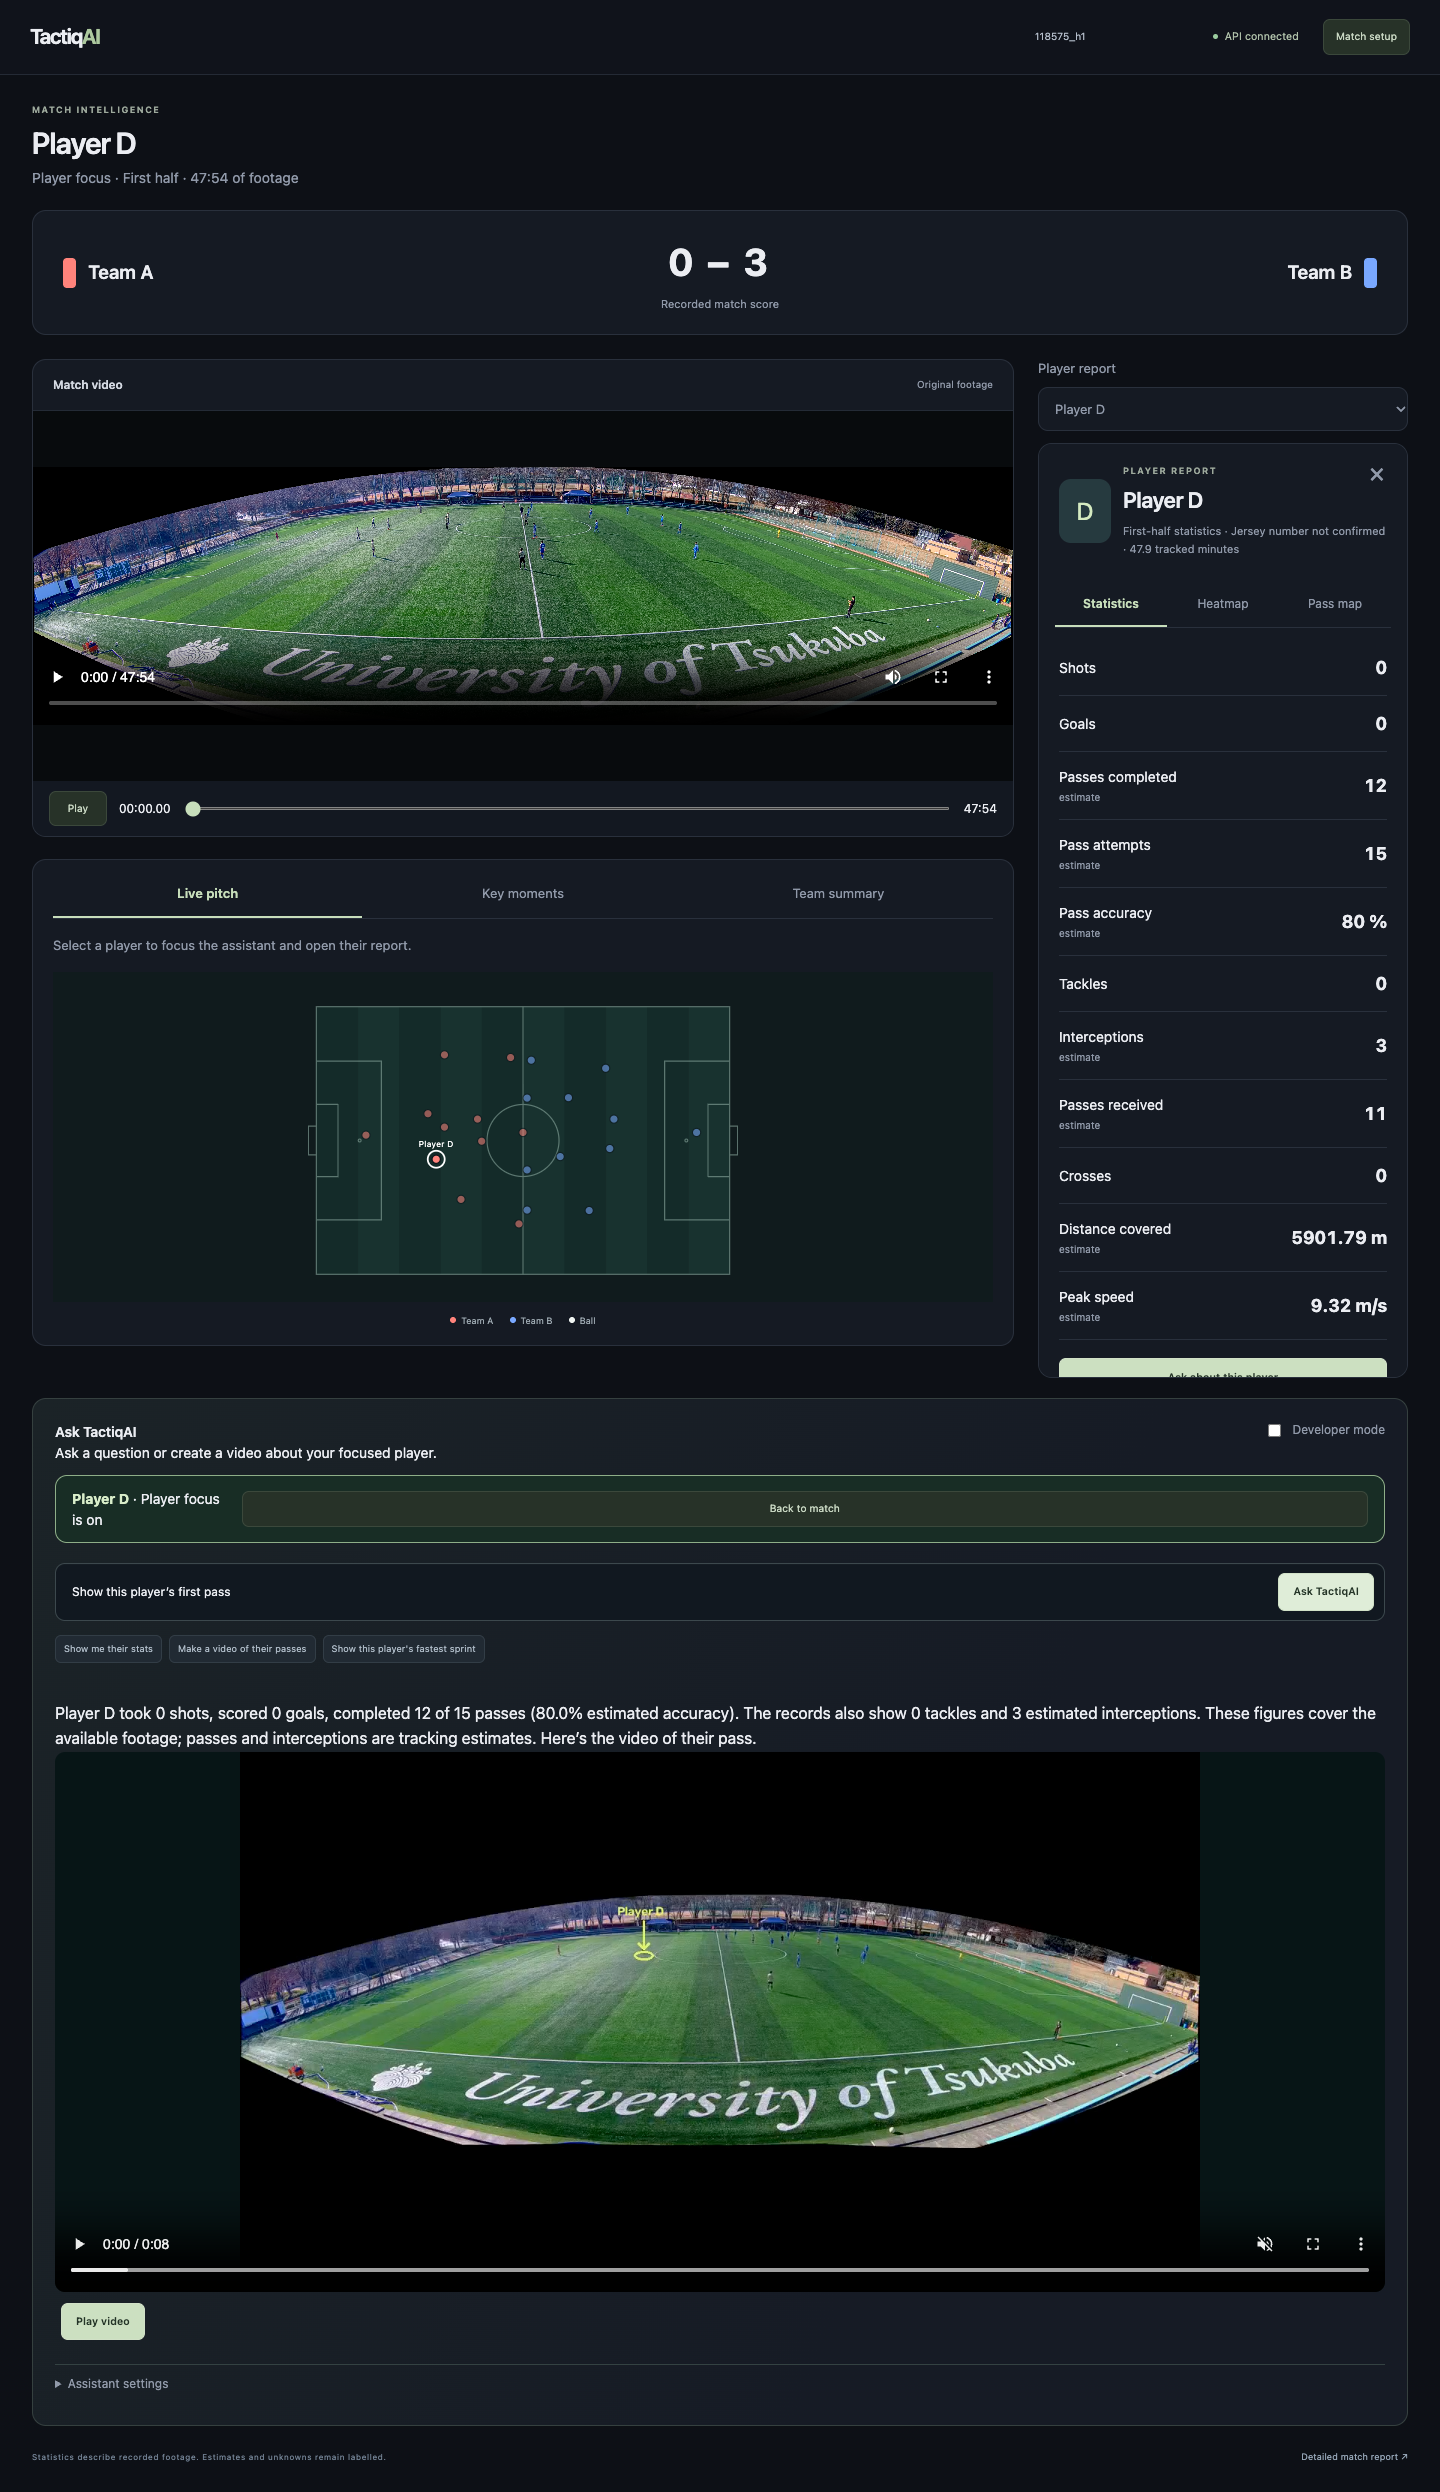 TactiqAI
118575_h1
API connected
Match setup
MATCH INTELLIGENCE
Player D
Player focus · First half · 47:54 of footage
Team A
0 – 3
Recorded match score
Team B
Match video
Original footage
University of Tsukuba
0:00 / 47:54
Play
00:00.00
47:54
Player report
Player D
PLAYER REPORT
D
Player D
First-half statistics · Jersey number not confirmed
· 47.9 tracked minutes
Statistics
Heatmap
Pass map
Shots
0
Goals
0
Passes completed
estimate
12
Pass attempts
estimate
15
Pass accuracy
estimate
80 %
Tackles
0
Interceptions
estimate
3
Passes received
estimate
11
Crosses
0
Distance covered
estimate
5901.79 m
Peak speed
estimate
9.32 m/s
Ask about this player
Live pitch
Key moments
Team summary
Select a player to focus the assistant and open their report.
Player D
Team A
Team B
Ball
Ask TactiqAI
Ask a question or create a video about your focused player.
Developer mode
Player D · Player focus
is on
Back to match
Show this player’s first pass
Ask TactiqAI
Show me their stats
Make a video of their passes
Show this player's fastest sprint
Player D took 0 shots, scored 0 goals, completed 12 of 15 passes (80.0% estimated accuracy). The records also show 0 tackles and 3 estimated interceptions. These figures cover the
available footage; passes and interceptions are tracking estimates. Here’s the video of their pass.
Player D
University of Tsukuba
0:00 / 0:08
Play video
Assistant settings
Statistics describe recorded footage. Estimates and unknowns remain labelled.
Detailed match report ↗